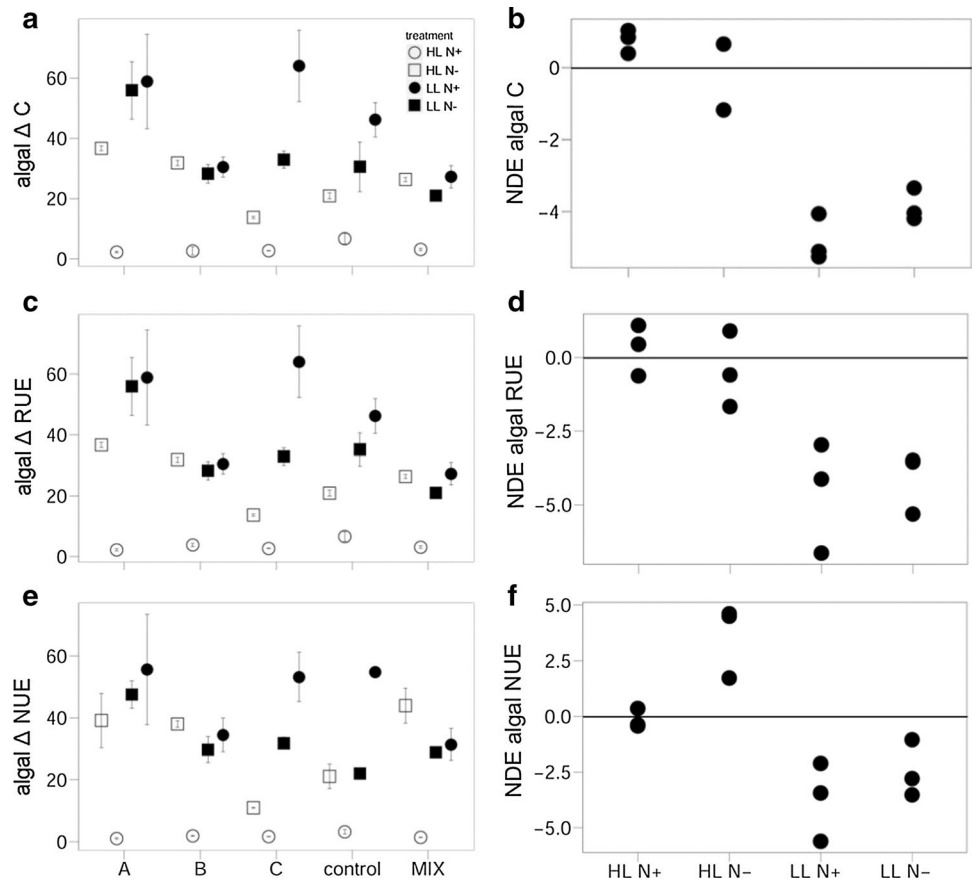 a
treatment
HL N+
HL N-
LL N+
LL N-
algal Δ C
60
40
20
0
b
NDE algal C
0
−2
−4
c
algal Δ RUE
60
40
20
0
d
NDE algal RUE
0.0
−2.5
−5.0
e
algal Δ NUE
60
40
20
0
A B C control MIX
f
NDE algal NUE
5.0
2.5
0.0
−2.5
−5.0
HL N+ HL N− LL N+ LL N−